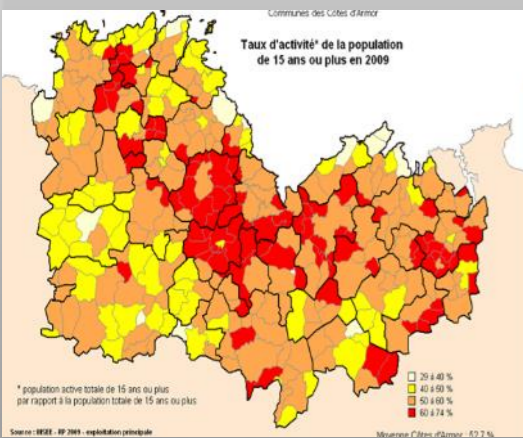 Communes des Côtes d'Armor
Taux d'activité* de la population
de 15 ans ou plus en 2009
* population active totale de 15 ans ou plus
par rapport à la population totale de 15 ans ou plus
29 à 40 %
40 à 50 %
50 à 60 %
60 à 74 %
Source : INSEE - RP 2009 - exploitation principale
Moyenne Côtes d'Armor : 52,7 %